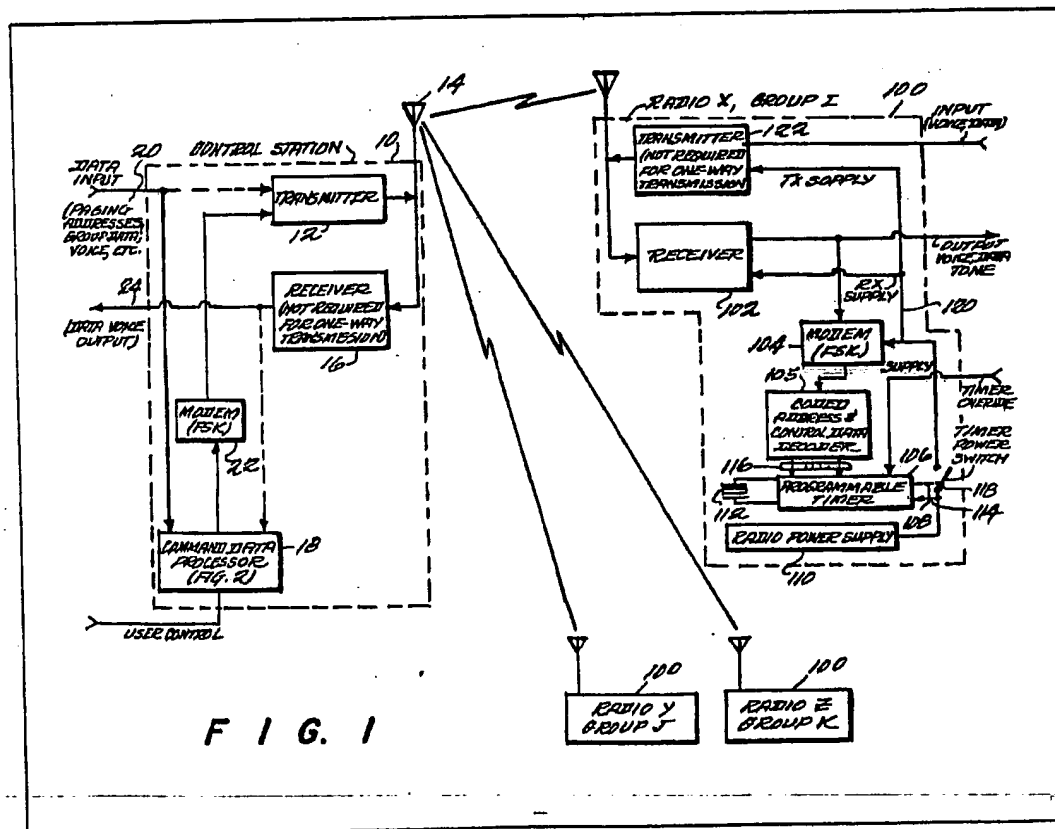 14
CONTROL STATION
10
DATA
INPUT
20
(PAGING
ADDRESSES,
GROUP DATA,
VOICE, ETC.
TRANSMITTER
12
24
(DATA VOICE
OUTPUT)
RECEIVER
(NOT REQUIRED
FOR ONE-WAY
TRANSMISSION)
16
MODEM
(FSK)
22
COMMAND DATA
PROCESSOR
(FIG. 2)
18
USER CONTROL
RADIO X, GROUP I
100
INPUT
(VOICE, DATA)
TRANSMITTER
(NOT REQUIRED
FOR ONE-WAY
TRANSMISSION)
122
TX SUPPLY
RECEIVER
102
OUTPUT
VOICE, DATA
TONE
RX
SUPPLY
120
104
MODEM
(FSK)
SUPPLY
105
CODED
ADDRESS &
CONTROL DATA
DECODER
TIMER
OVERRIDE
TIMER
POWER
SWITCH
116
106
PROGRAMMABLE
TIMER
112
108
118
114
RADIO POWER SUPPLY
110
100
RADIO Y
GROUP J
100
RADIO Z
GROUP K
FIG. 1